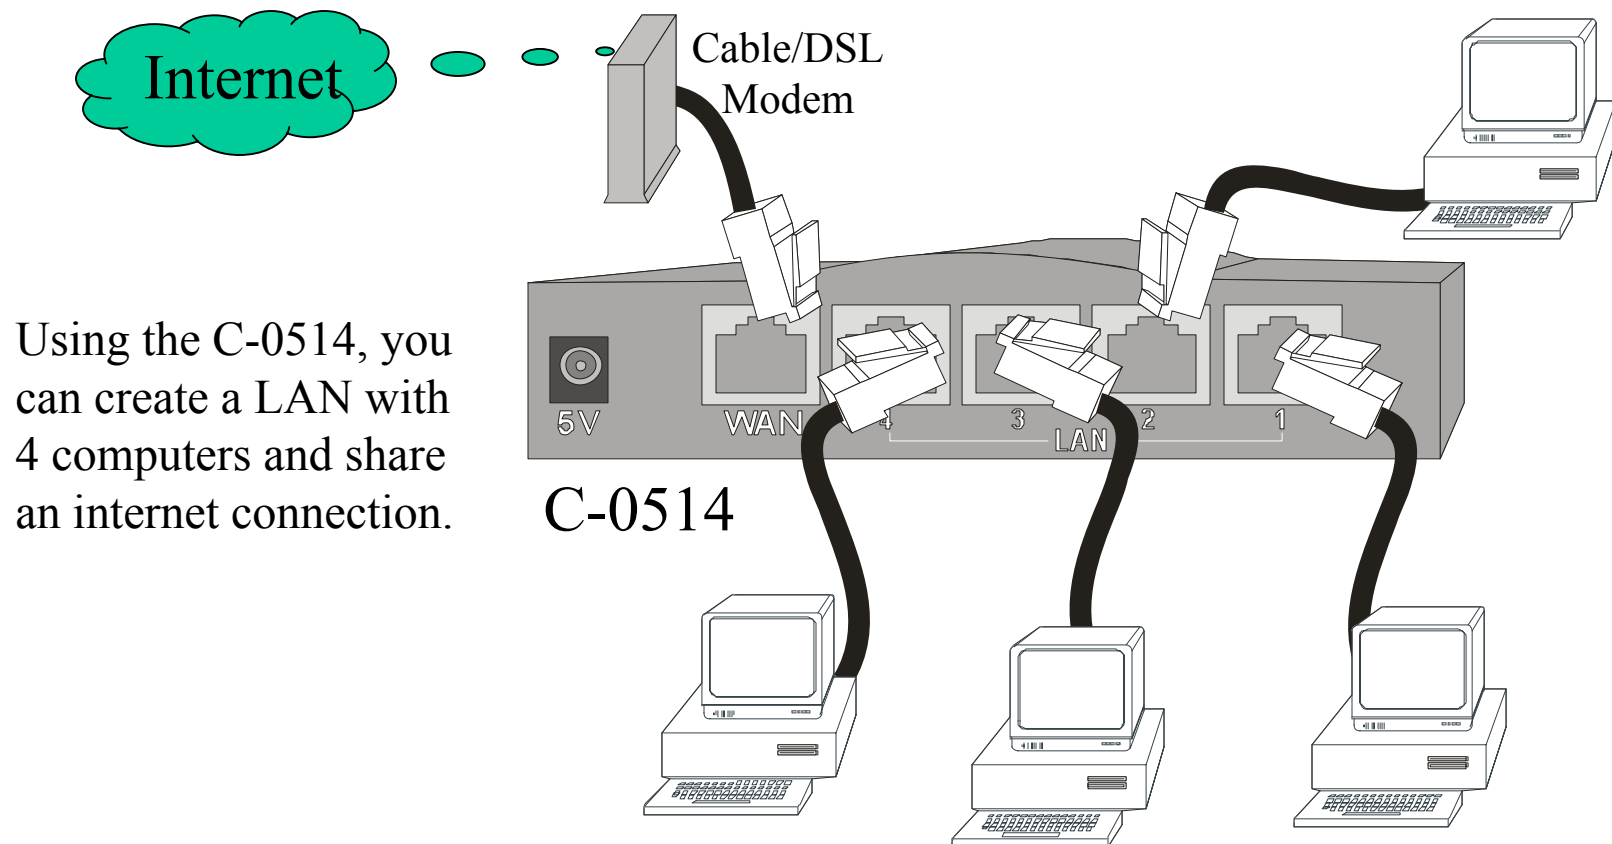 Internet
Cable/DSL
Modem
Using the C-0514, you
can create a LAN with
4 computers and share
an internet connection.
5V
WAN
4
3
2
1
LAN
C-0514